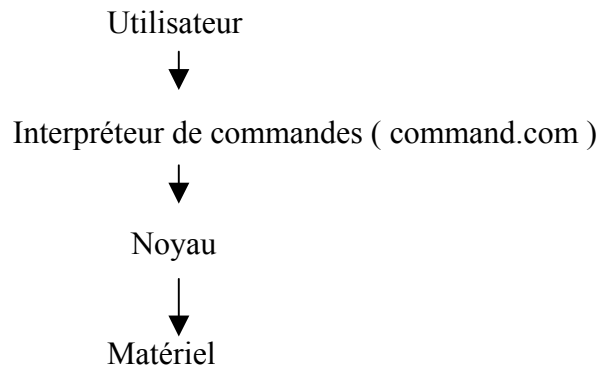 Utilisateur
Interpréteur de commandes ( command.com )
Noyau
Matériel